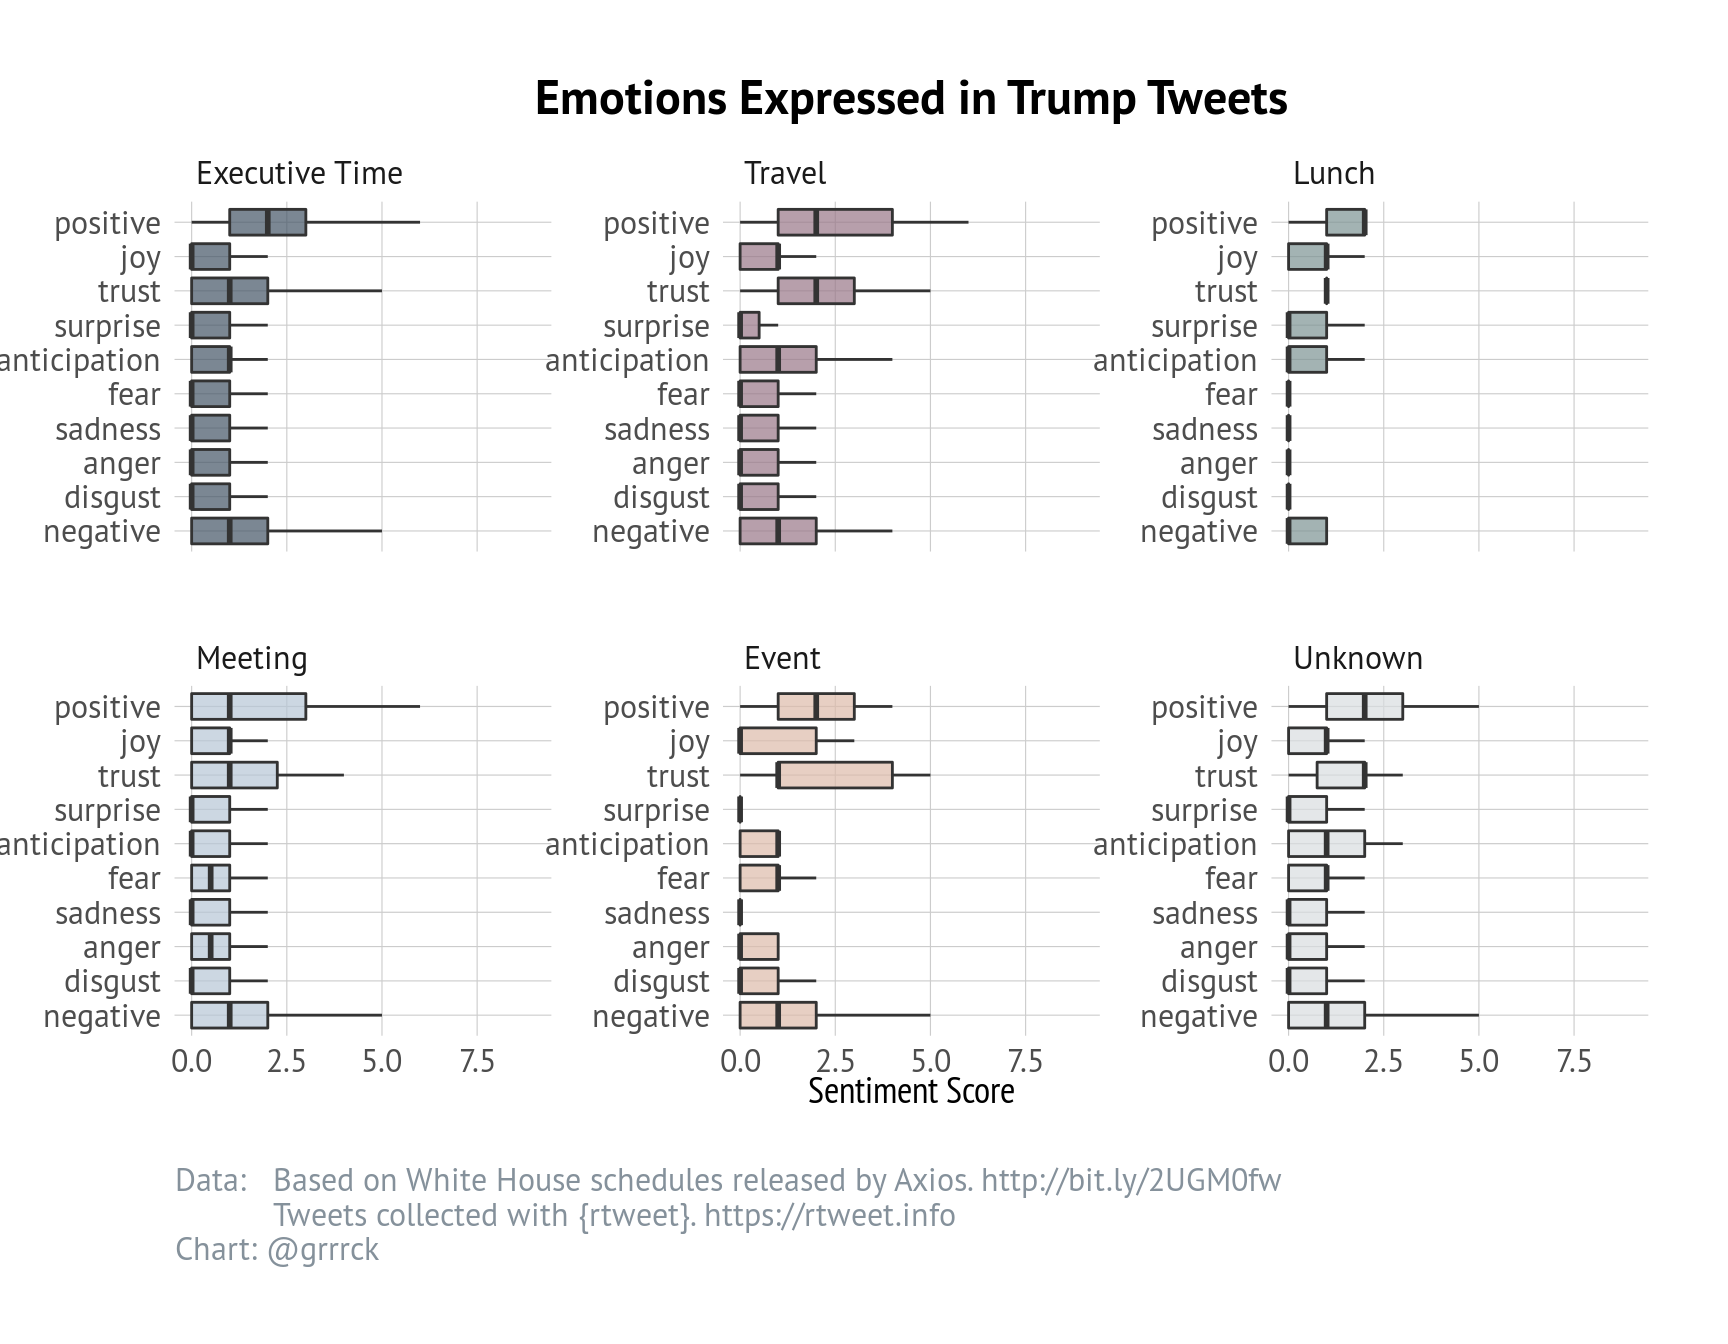 Emotions Expressed in Trump Tweets
Executive Time
positive
joy
trust
surprise
anticipation
fear
sadness
anger
disgust
negative
Travel
positive
joy
trust
surprise
anticipation
fear
sadness
anger
disgust
negative
Lunch
positive
joy
trust
surprise
anticipation
fear
sadness
anger
disgust
negative
Meeting
positive
joy
trust
surprise
anticipation
fear
sadness
anger
disgust
negative
0.0 2.5 5.0 7.5
Event
positive
joy
trust
surprise
anticipation
fear
sadness
anger
disgust
negative
0.0 2.5 5.0 7.5
Unknown
positive
joy
trust
surprise
anticipation
fear
sadness
anger
disgust
negative
0.0 2.5 5.0 7.5
Sentiment Score
Data: Based on White House schedules released by Axios. http://bit.ly/2UGM0fw
Tweets collected with {rtweet}. https://rtweet.info
Chart: @grrrck